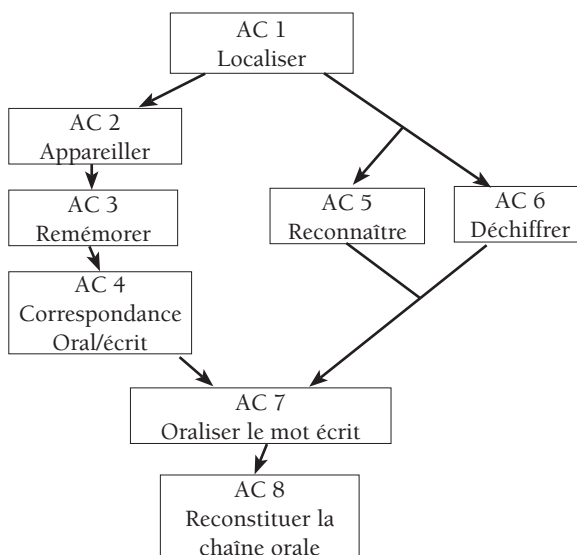 AC 1
Localiser
AC 2
Appareiller
AC 3
Remémorer
AC 4
Correspondance
Oral/écrit
AC 5
Reconnaître
AC 6
Déchiffrer
AC 7
Oraliser le mot écrit
AC 8
Reconstituer la
chaîne orale